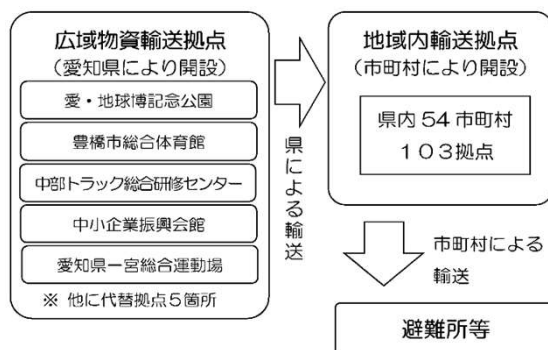 広域物資輸送拠点
（愛知県により開設）
愛・地球博記念公園
豊橋市総合体育館
中部トラック総合研修センター
中小企業振興会館
愛知県一宮総合運動場
※ 他に代替拠点５箇所
県による輸送
地域内輸送拠点
（市町村により開設）
県内 54 市町村
１０３拠点
市町村による
輸送
避難所等